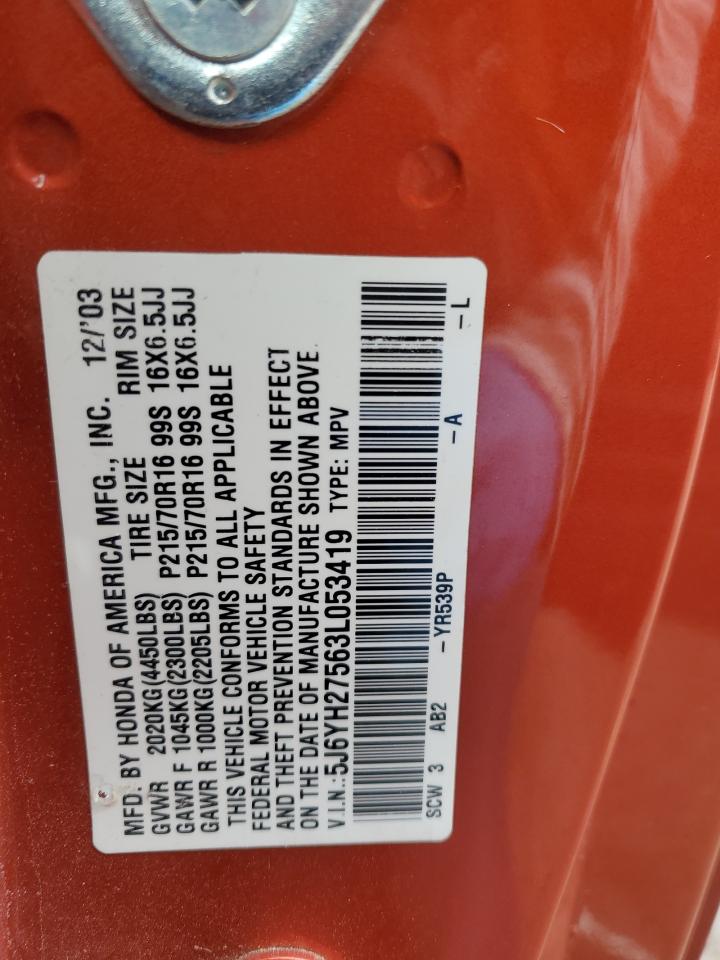 MFD. BY HONDA OF AMERICA MFG., INC. 12/'03
TIRE SIZE RIM SIZE
GVWR 2020KG(4450LBS)
GAWR F 1045KG(2300LBS) P215/70R16 99S 16X6.5JJ
GAWR R 1000KG(2205LBS) P215/70R16 99S 16X6.5JJ
THIS VEHICLE CONFORMS TO ALL APPLICABLE
FEDERAL MOTOR VEHICLE SAFETY
AND THEFT PREVENTION STANDARDS IN EFFECT
ON THE DATE OF MANUFACTURE SHOWN ABOVE.
V.I.N.:5J6YH27563L053419 TYPE: MPV
SCW 3 AB2 -YR539P -A -L